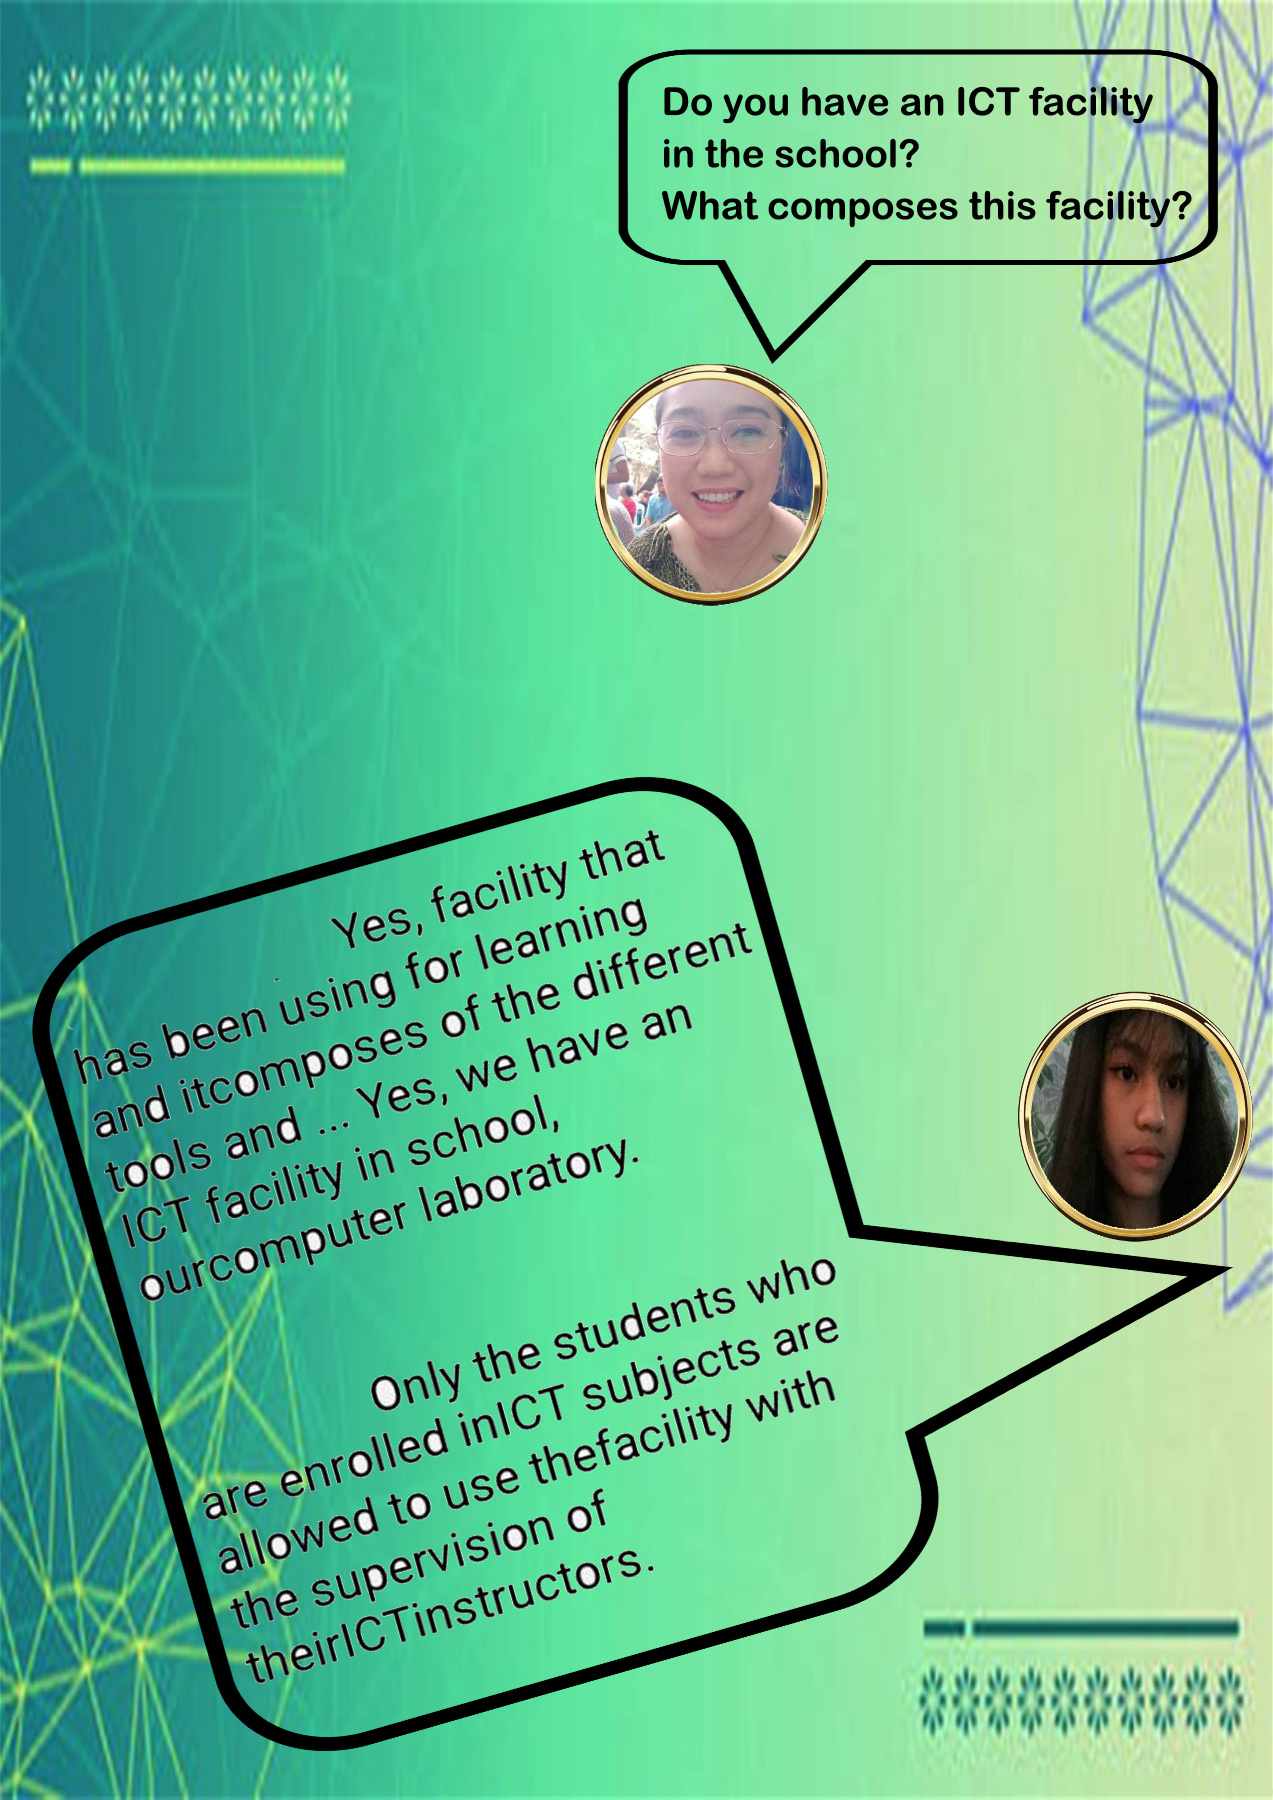 Do you have an ICT facility
in the school?
What composes this facility?
Yes, facility that
has been using for learning
and itcomposes of the different
tools and ... Yes, we have an
ICT facility in school,
ourcomputer laboratory.
Only the students who
are enrolled inICT subjects are
allowed to use thefacility with
the supervision of
theirICTinstructors.